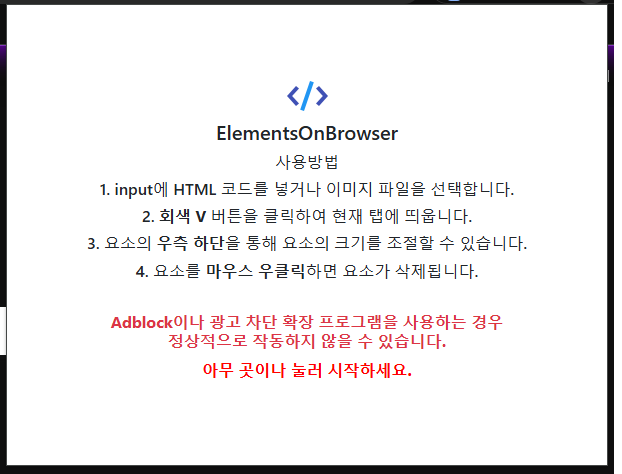 </>
ElementsOnBrowser
사용방법
1. input에 HTML 코드를 넣거나 이미지 파일을 선택합니다.
2. 회색 V 버튼을 클릭하여 현재 탭에 띄웁니다.
3. 요소의 우측 하단을 통해 요소의 크기를 조절할 수 있습니다.
4. 요소를 마우스 우클릭하면 요소가 삭제됩니다.
Adblock이나 광고 차단 확장 프로그램을 사용하는 경우
정상적으로 작동하지 않을 수 있습니다.
아무 곳이나 눌러 시작하세요.